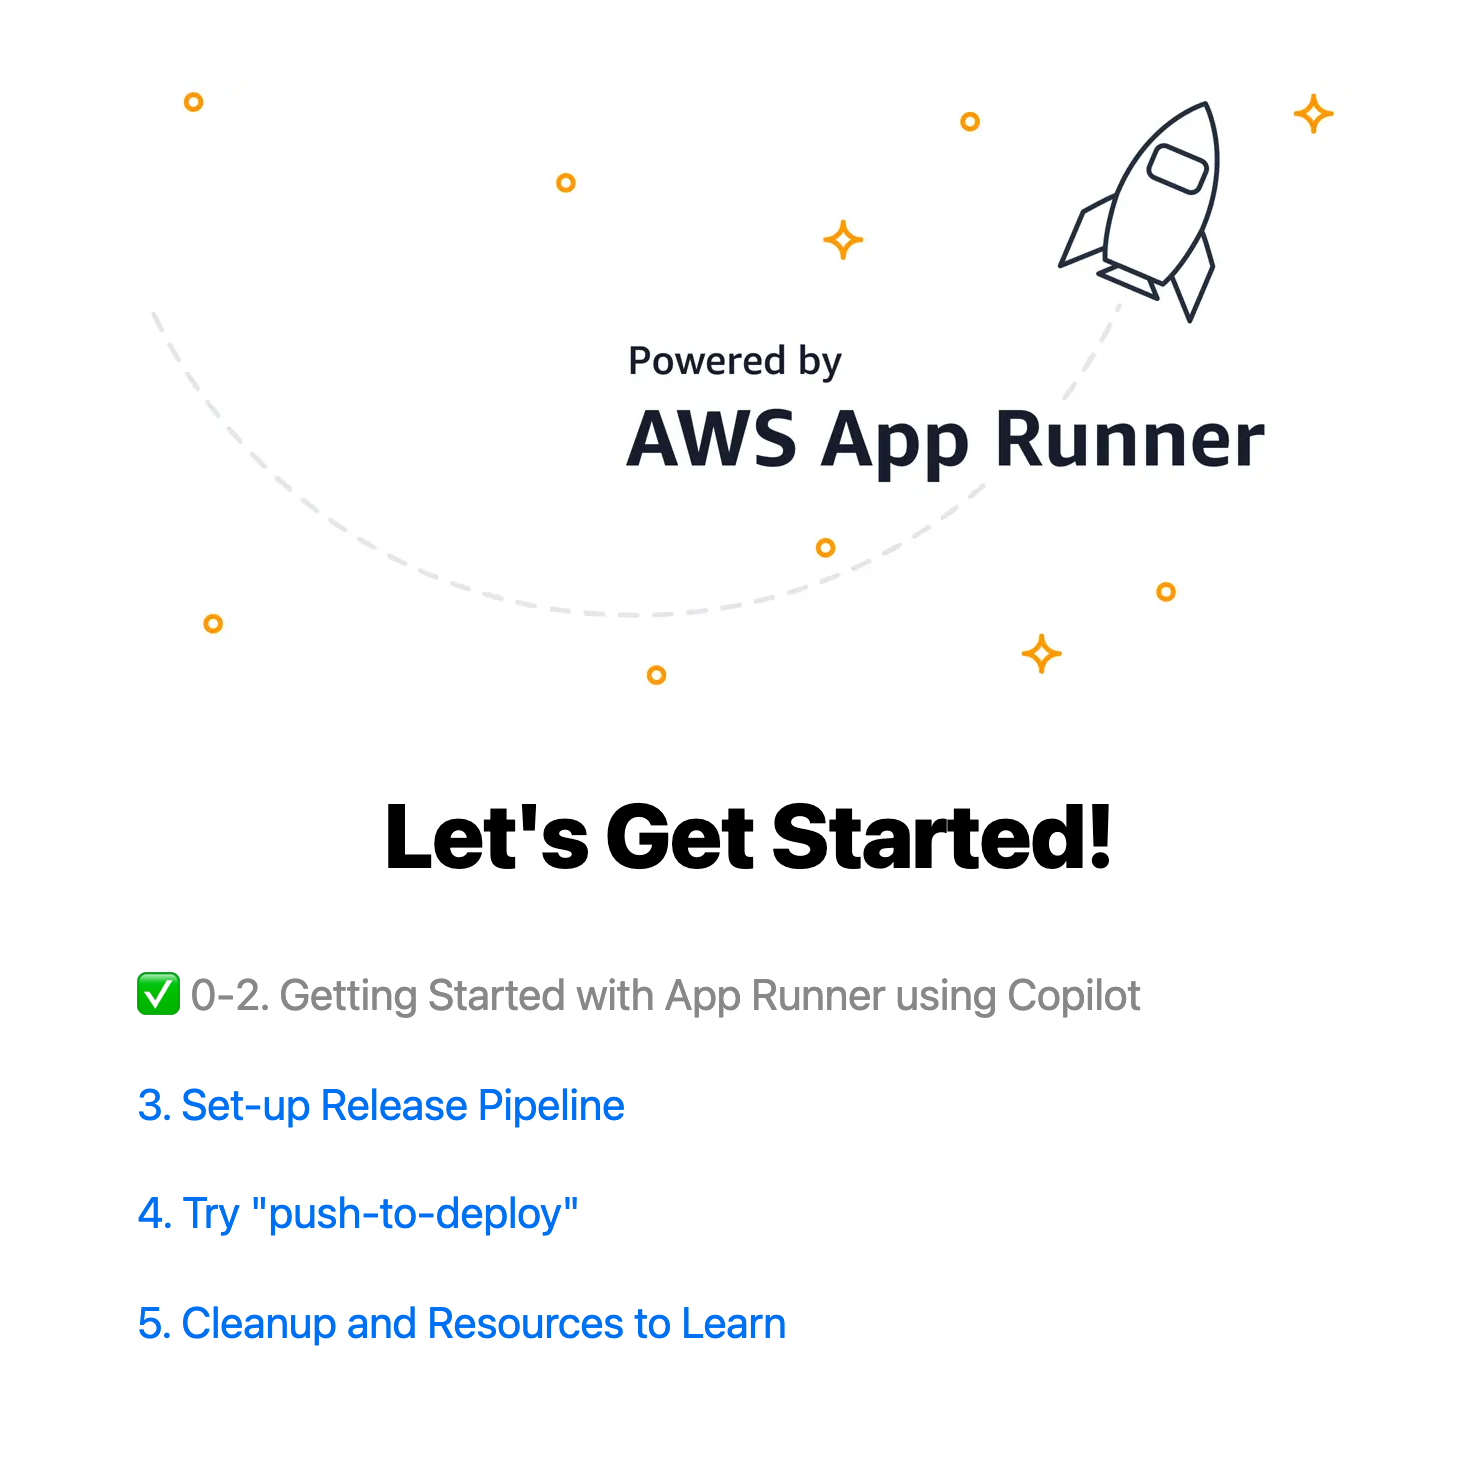 Powered by
AWS App Runner
Let's Get Started!
✅ 0-2. Getting Started with App Runner using Copilot
3. Set-up Release Pipeline
4. Try "push-to-deploy"
5. Cleanup and Resources to Learn